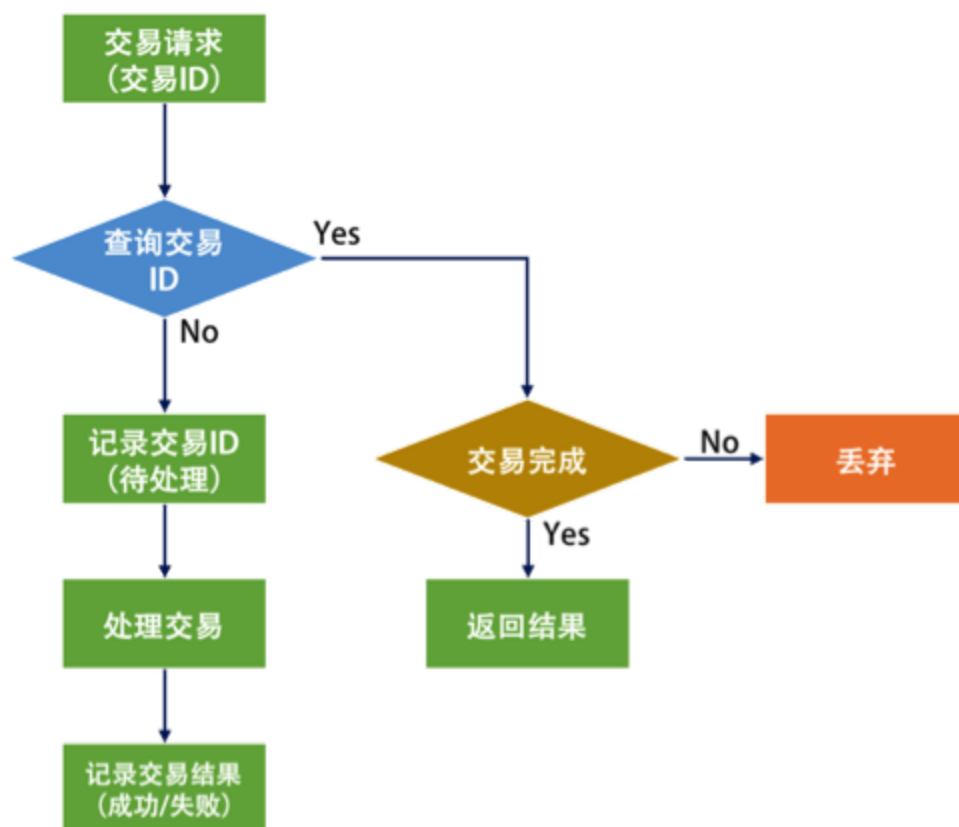 交易请求
（交易ID）
查询交易
ID
Yes
No
记录交易ID
（待处理）
交易完成
No
丢弃
Yes
处理交易
返回结果
记录交易结果
（成功/失败）